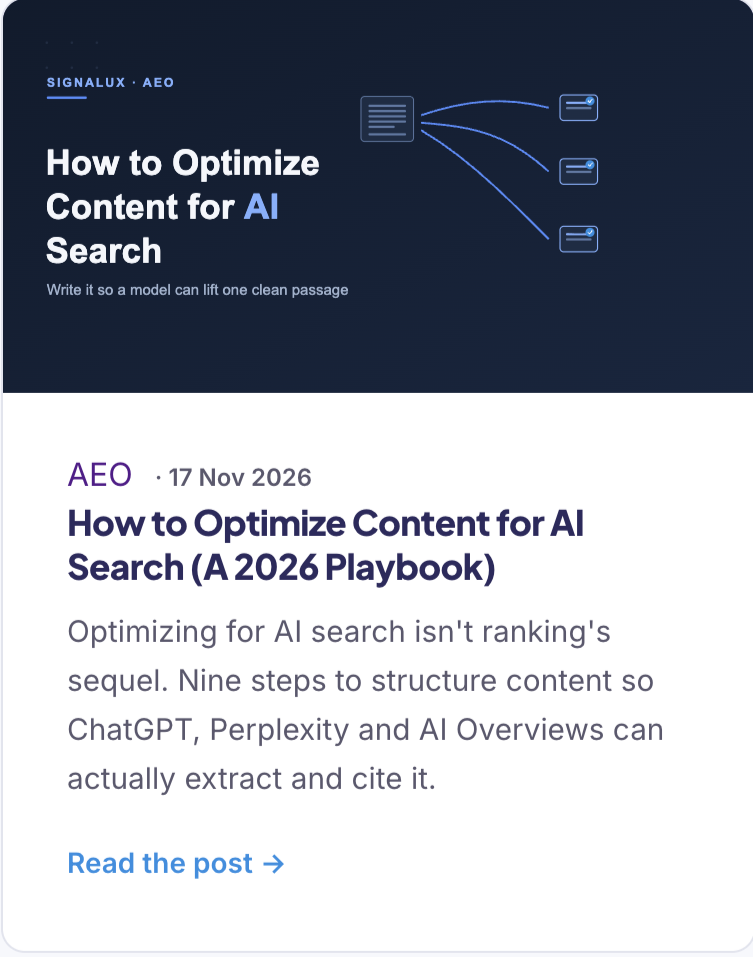 SIGNALUX · AEO
How to Optimize
Content for AI
Search
Write it so a model can lift one clean passage
AEO · 17 Nov 2026
How to Optimize Content for AI
Search (A 2026 Playbook)
Optimizing for AI search isn't ranking's
sequel. Nine steps to structure content so
ChatGPT, Perplexity and AI Overviews can
actually extract and cite it.
Read the post →